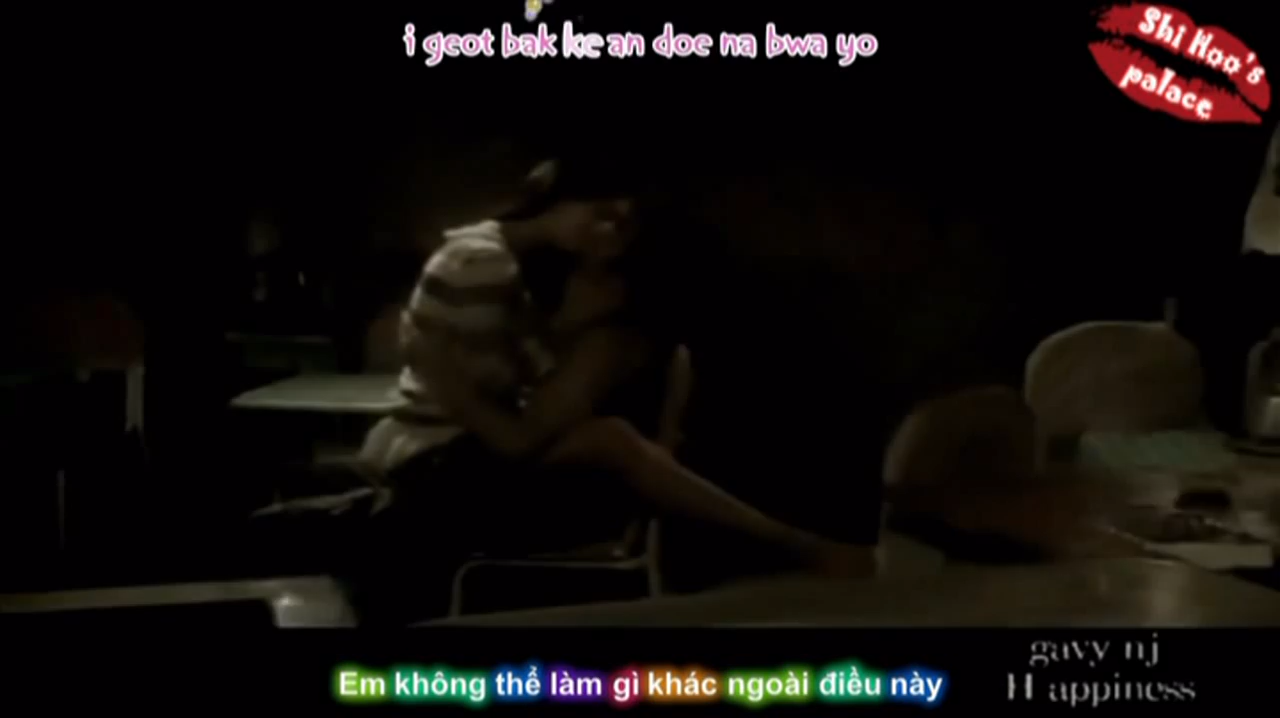 i geot bak ke an doe na bwa yo
Shi Hoo's
palace
gavy nj
Happiness
Em không thể làm gì khác ngoài điều này